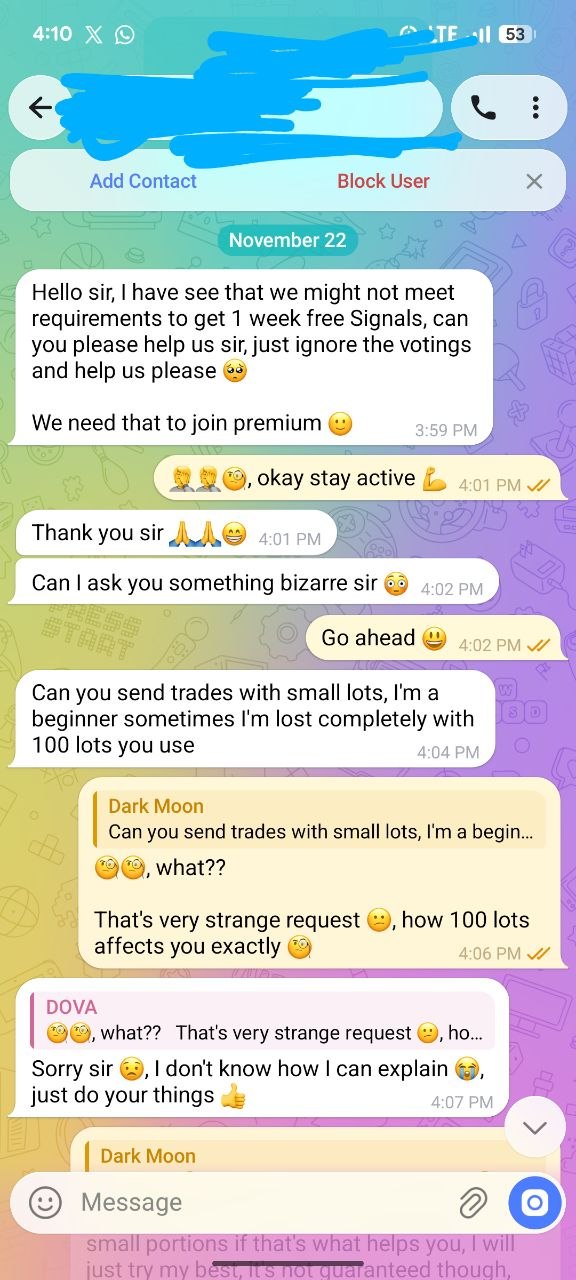 4:10 LTE 53
Add Contact Block User
November 22
Hello sir, I have see that we might not meet
requirements to get 1 week free Signals, can
you please help us sir, just ignore the votings
and help us please 🥺
We need that to join premium 🙂 3:59 PM
🤦🤦🧐, okay stay active 💪 4:01 PM
Thank you sir 🙏🙏😁 4:01 PM
Can I ask you something bizarre sir 😳 4:02 PM
Go ahead 😃 4:02 PM
Can you send trades with small lots, I'm a
beginner sometimes I'm lost completely with
100 lots you use 4:04 PM
Dark Moon
Can you send trades with small lots, I'm a begin...
🧐🧐, what??
That's very strange request 😕, how 100 lots
affects you exactly 🧐 4:06 PM
DOVA
🧐🧐, what?? That's very strange request 😕, ho...
Sorry sir 😟, I don't know how I can explain 😭,
just do your things 👍 4:07 PM
Dark Moon
Message
small portions if that's what helps you, I will
just try my best, it's not guaranteed though,